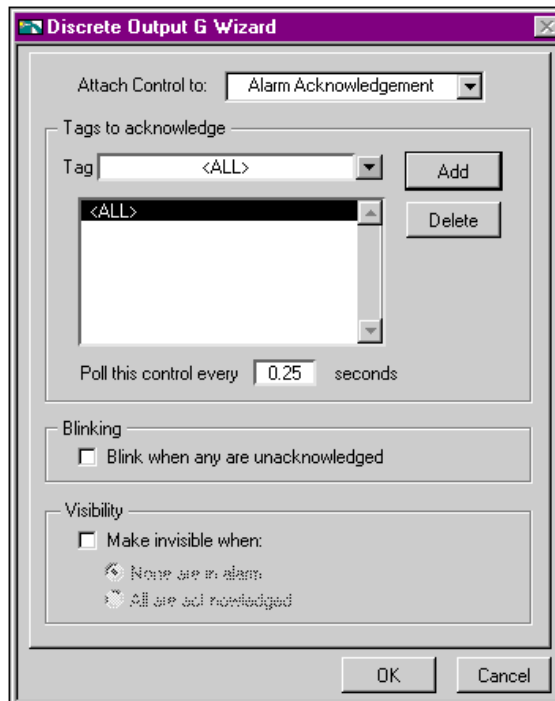 Discrete Output G Wizard
Attach Control to: Alarm Acknowledgement
Tags to acknowledge
Tag <ALL> Add
<ALL>
Delete
Poll this control every 0.25 seconds
Blinking
Blink when any are unacknowledged
Visibility
Make invisible when:
None are in alarm
All are acknowledged
OK Cancel